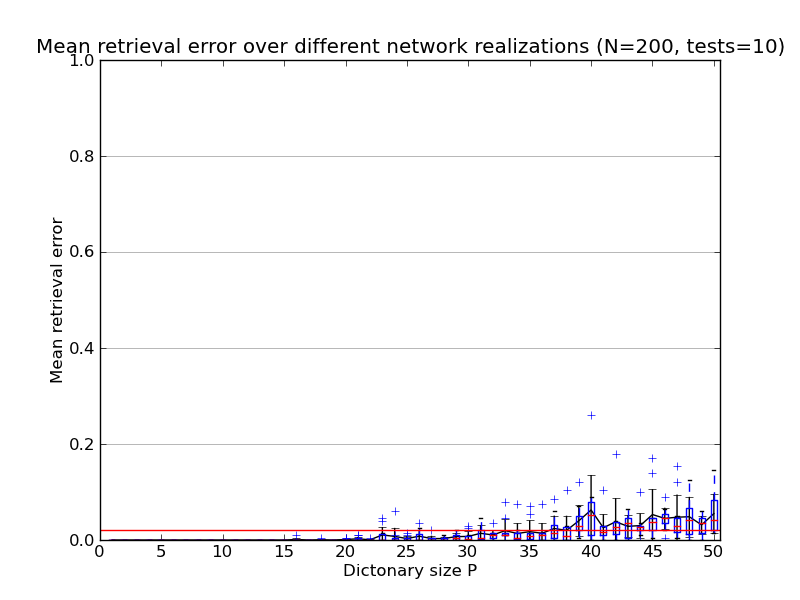 Mean retrieval error over different network realizations (N=200, tests=10)
1.0
0.8
0.6
0.4
0.2
0.0
Mean retrieval error
0 5 10 15 20 25 30 35 40 45 50
Dictonary size P